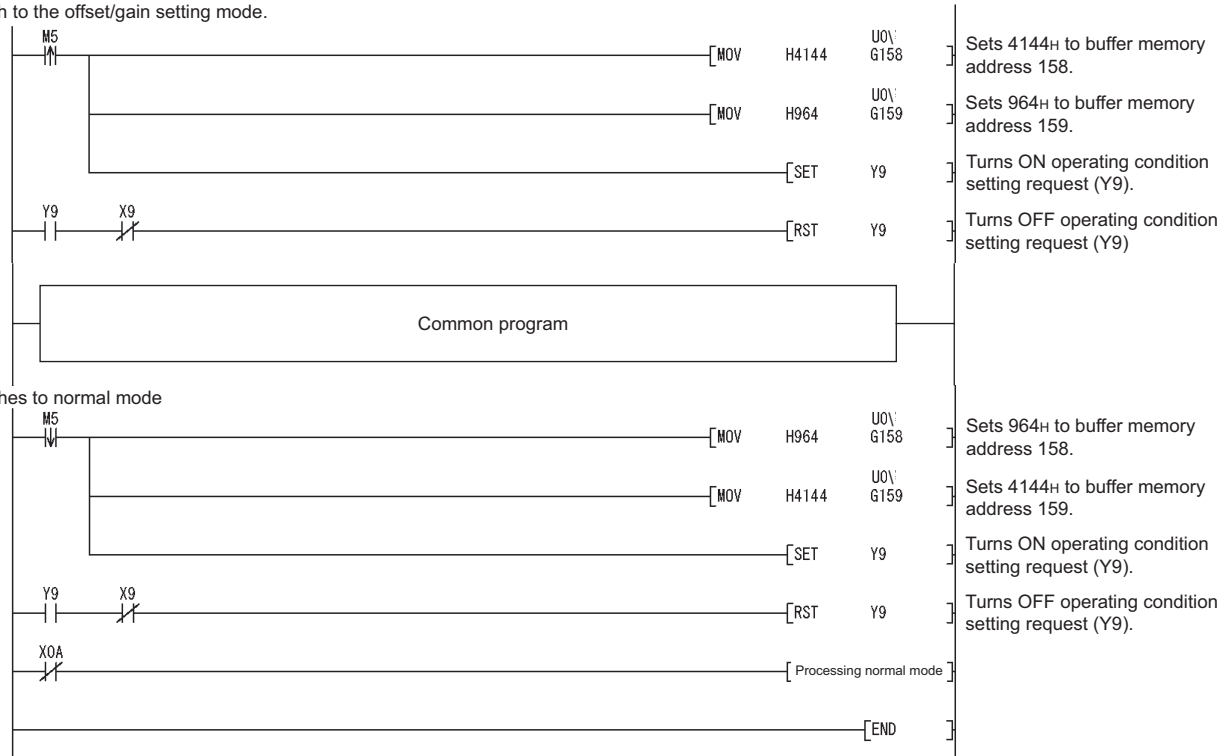 h to the offset/gain setting mode.
M5
MOV H4144 U0\ G158
Sets 4144H to buffer memory
address 158.
MOV H964 U0\ G159
Sets 964H to buffer memory
address 159.
SET Y9
Turns ON operating condition
setting request (Y9).
Y9 X9
RST Y9
Turns OFF operating condition
setting request (Y9)
Common program
hes to normal mode
M5
MOV H964 U0\ G158
Sets 964H to buffer memory
address 158.
MOV H4144 U0\ G159
Sets 4144H to buffer memory
address 159.
SET Y9
Turns ON operating condition
setting request (Y9).
Y9 X9
RST Y9
Turns OFF operating condition
setting request (Y9).
X0A
Processing normal mode
END